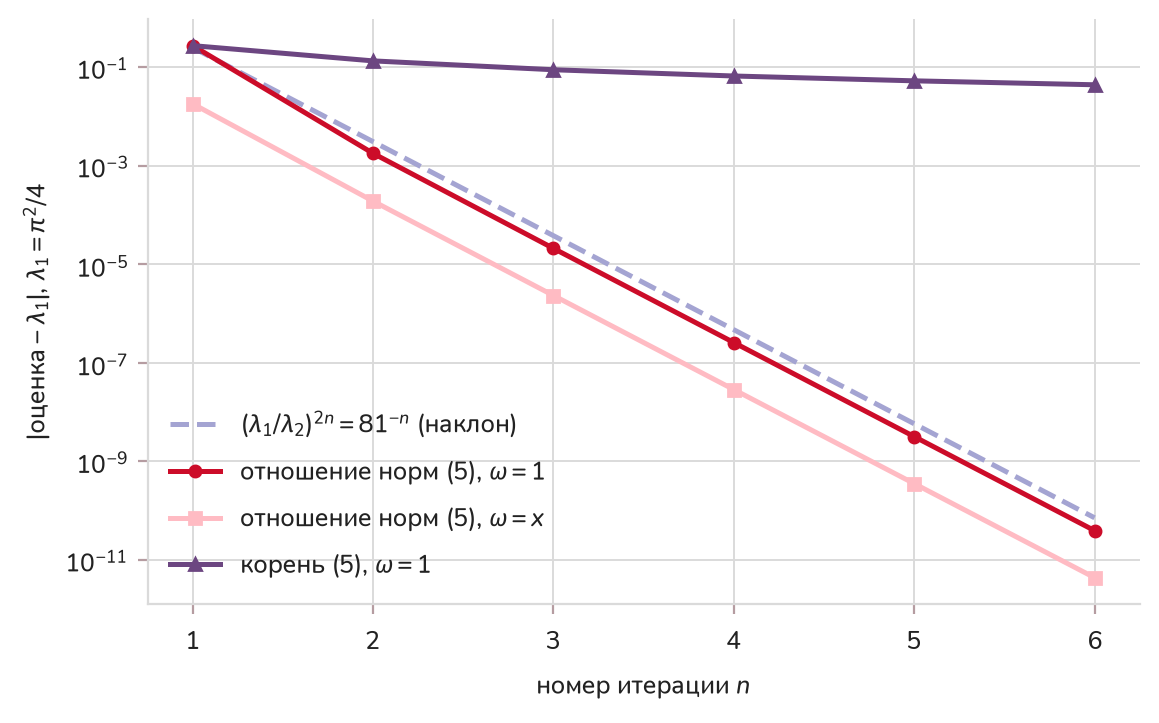 10⁻¹
10⁻³
10⁻⁵
10⁻⁷
10⁻⁹
10⁻¹¹
|оценка − λ₁|, λ₁ = π²/4
(λ₁/λ₂)²ⁿ = 81⁻ⁿ (наклон)
отношение норм (5), ω = 1
отношение норм (5), ω = x
корень (5), ω = 1
1 2 3 4 5 6
номер итерации n